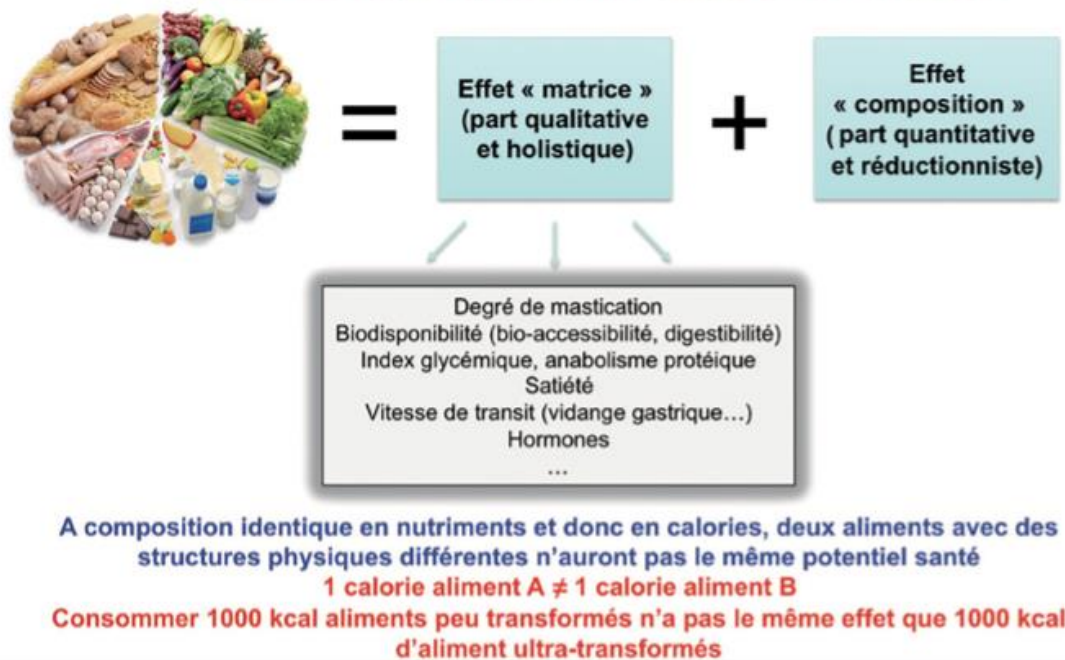 =
Effet « matrice »
(part qualitative
et holistique)
+
Effet
« composition »
( part quantitative
et réductionniste)
Degré de mastication
Biodisponibilité (bio-accessibilité, digestibilité)
Index glycémique, anabolisme protéique
Satiété
Vitesse de transit (vidange gastrique…)
Hormones
…
A composition identique en nutriments et donc en calories, deux aliments avec des
structures physiques différentes n’auront pas le même potentiel santé
1 calorie aliment A ≠ 1 calorie aliment B
Consommer 1000 kcal aliments peu transformés n’a pas le même effet que 1000 kcal
d’aliment ultra-transformés